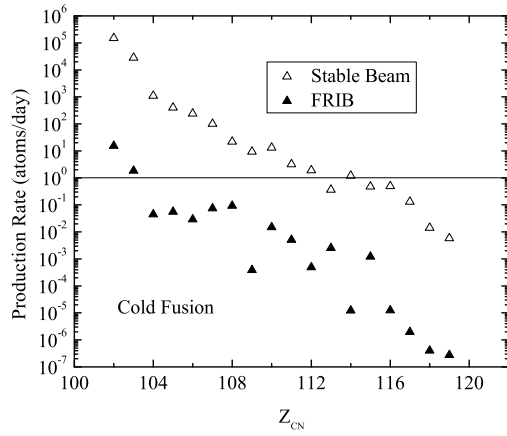 Production Rate (atoms/day)
10^6
10^5
10^4
10^3
10^2
10^1
10^0
10^-1
10^-2
10^-3
10^-4
10^-5
10^-6
10^-7
Stable Beam
FRIB
Cold Fusion
100 104 108 112 116 120
Z_CN